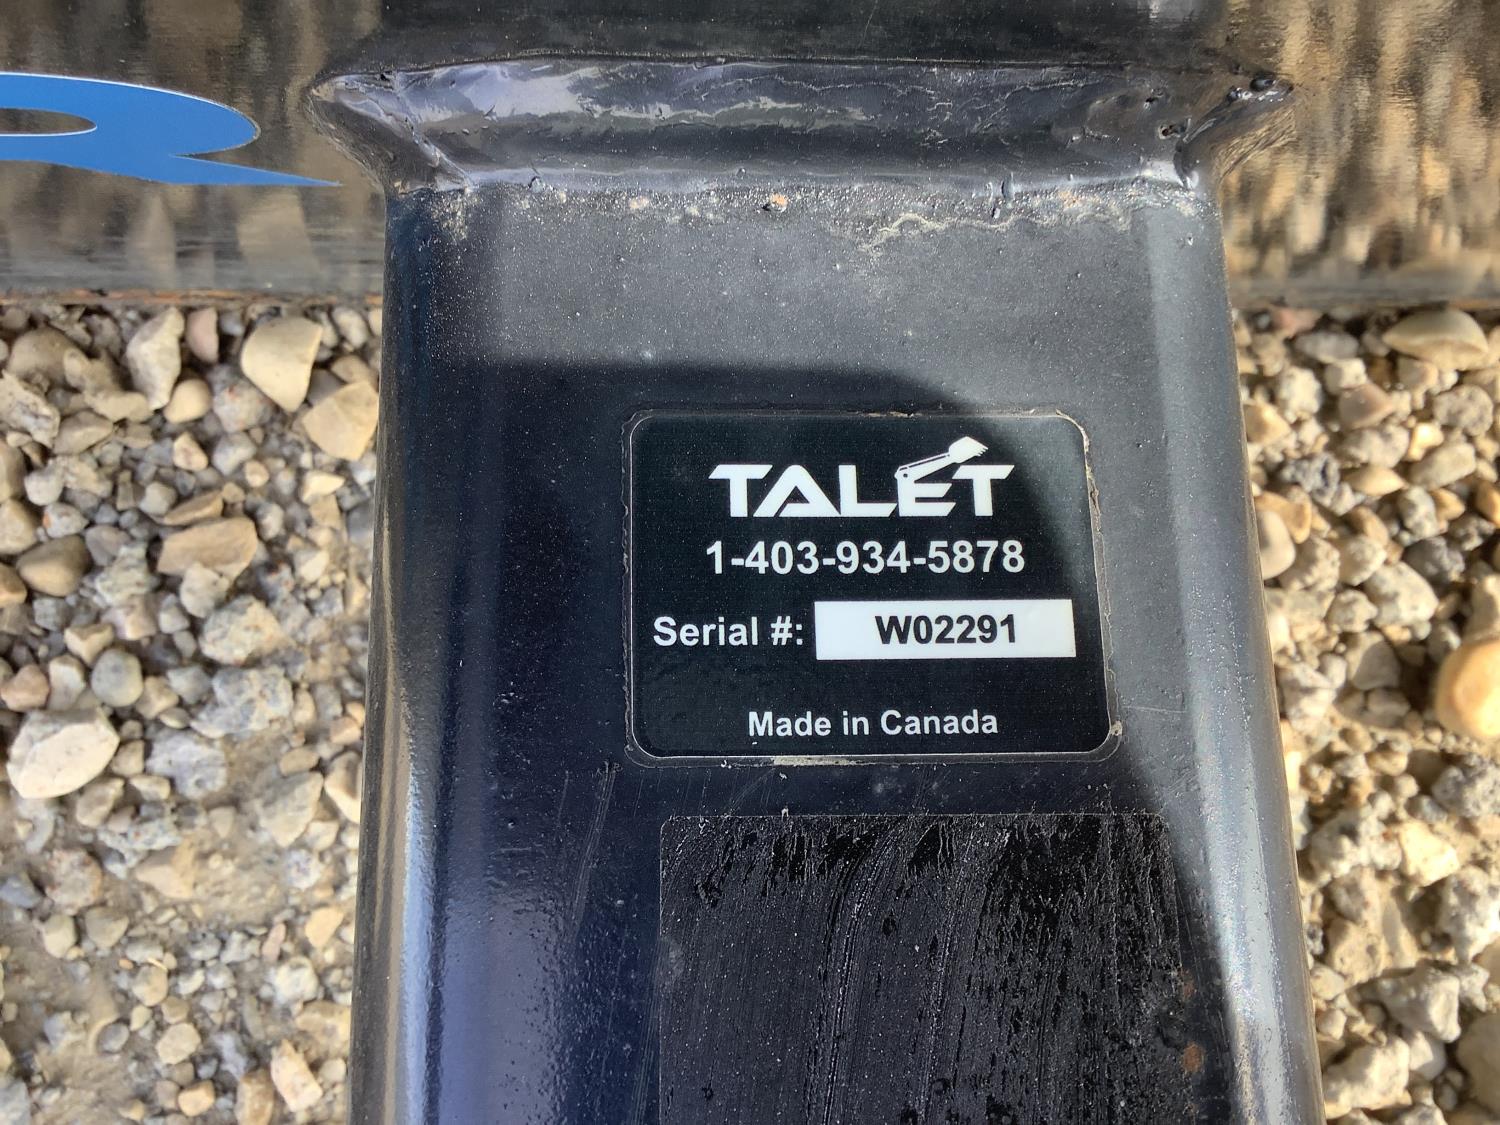 TALET
1-403-934-5878
Serial #: W02291
Made in Canada